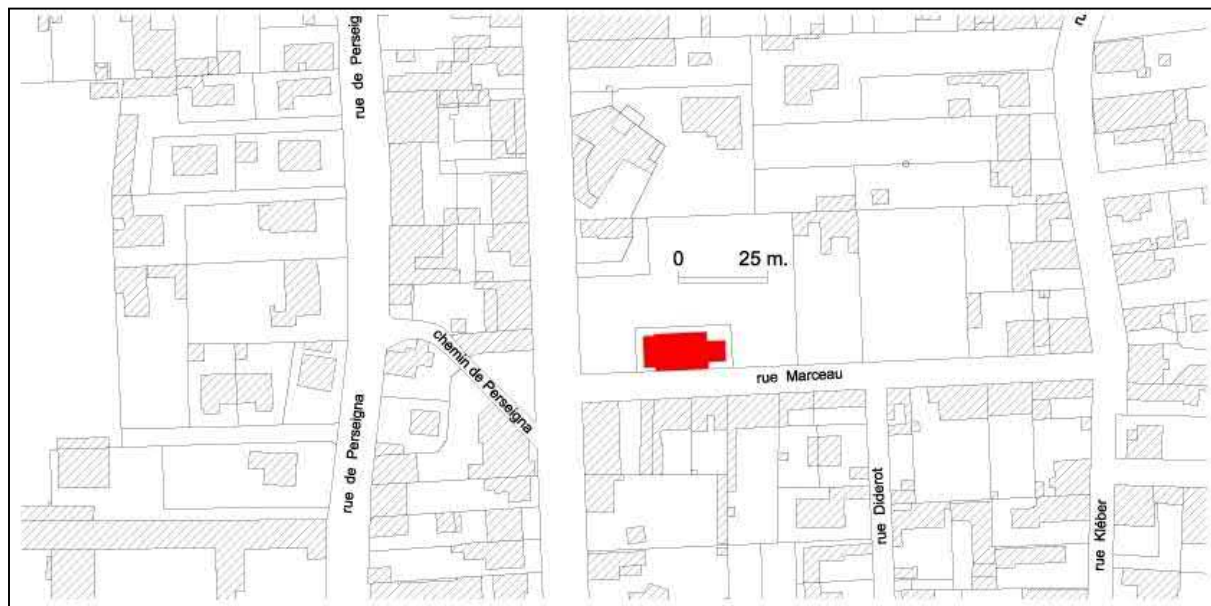 rue de Perseig
0 25 m.
chemin de Perseigna
rue Marceau
rue de Perseigna
rue Diderot
rue Kléber